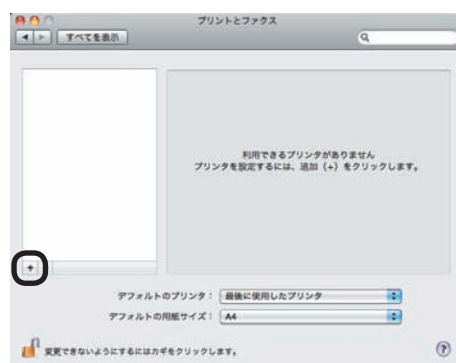 プリントとファクス
すべてを表示
利用できるプリンタがありません
プリンタを設定するには、追加（+）をクリックします。
+
デフォルトのプリンタ： 最後に使用したプリンタ
デフォルトの用紙サイズ： A4
変更できないようにするにはカギをクリックします。
?